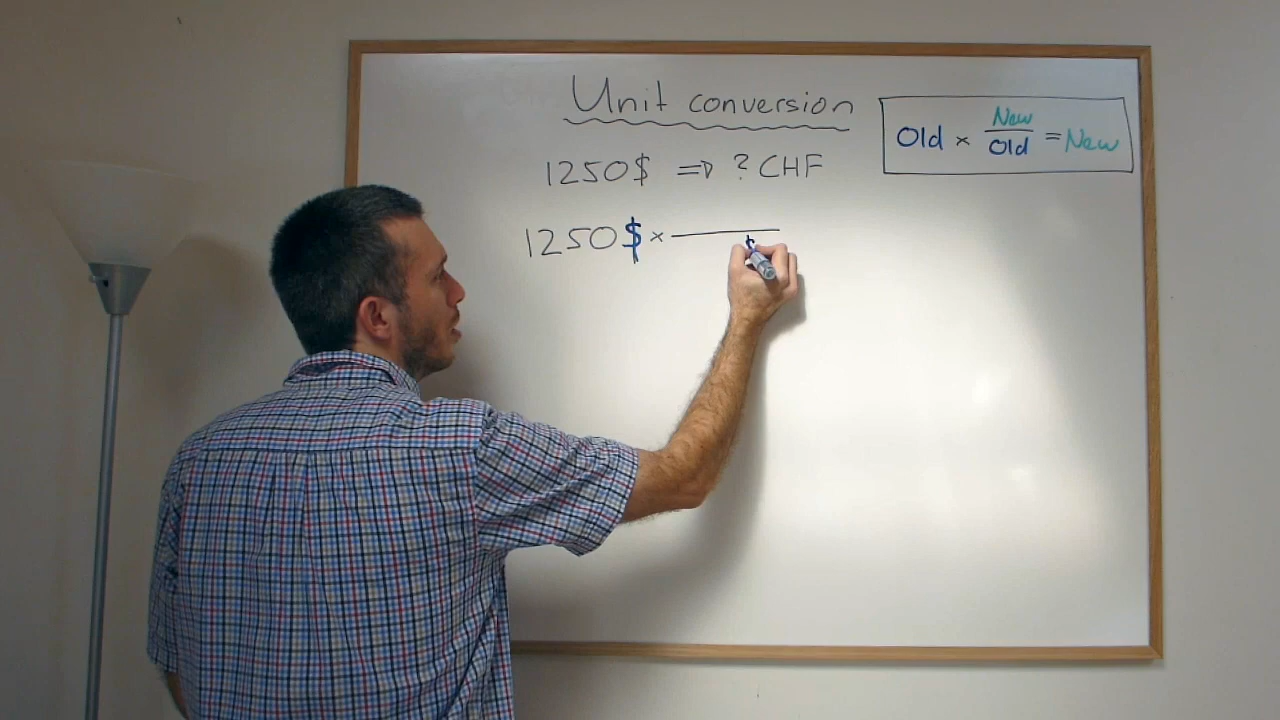 Unit conversion
Old × New/Old = New
1250$ ⇒ ? CHF
1250$ × ――― $